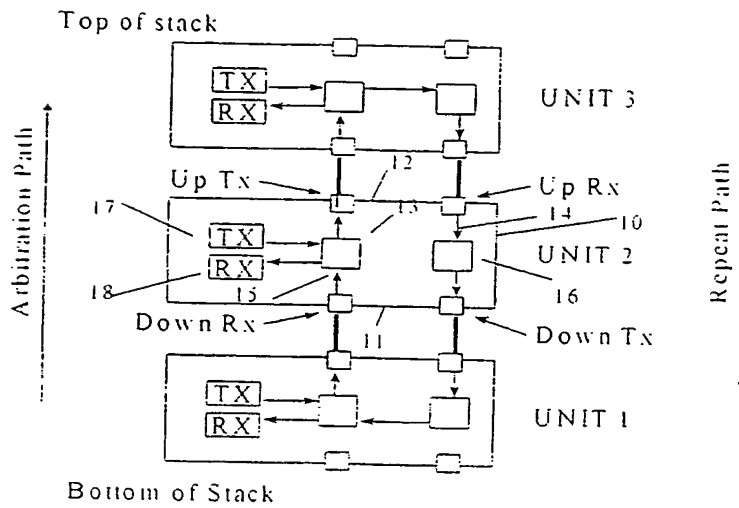 Top of stack
TX
RX
UNIT 3
Arbitration Path
12
Up Tx
Up Rx
17
13
14
10
TX
RX
UNIT 2
18
15
16
Down Rx
11
Down Tx
Repeat Path
TX
RX
UNIT 1
Bottom of Stack